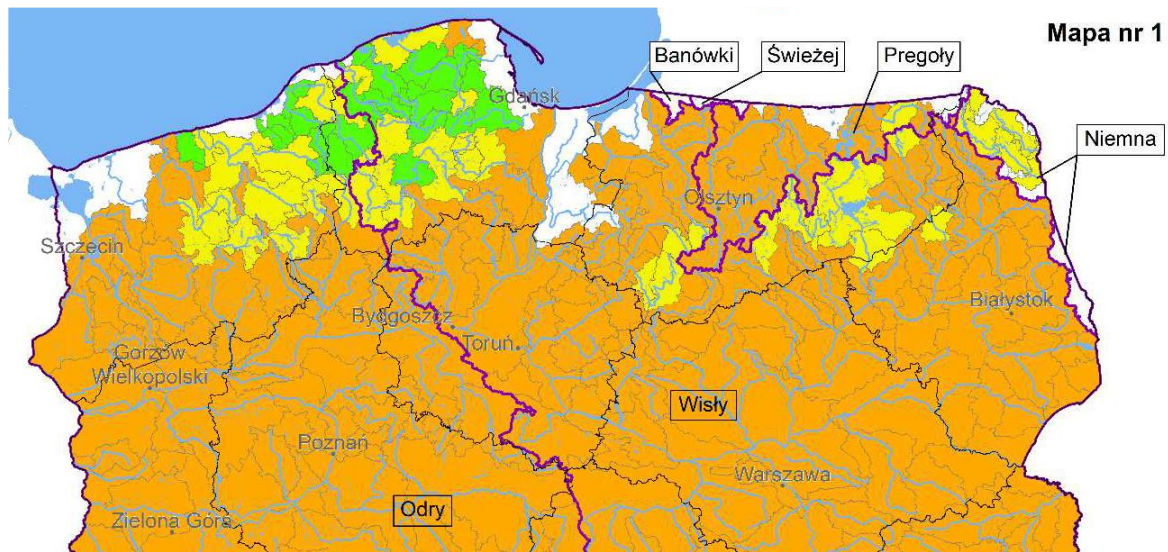 Mapa nr 1
Banówki
Świeżej
Pregoły
Gdańsk
Niemna
Olsztyn
Szczecin
Białystok
Bydgoszcz
Toruń
Gorzów
Wielkopolski
Wisły
Poznań
Warszawa
Odry
Zielona Góra